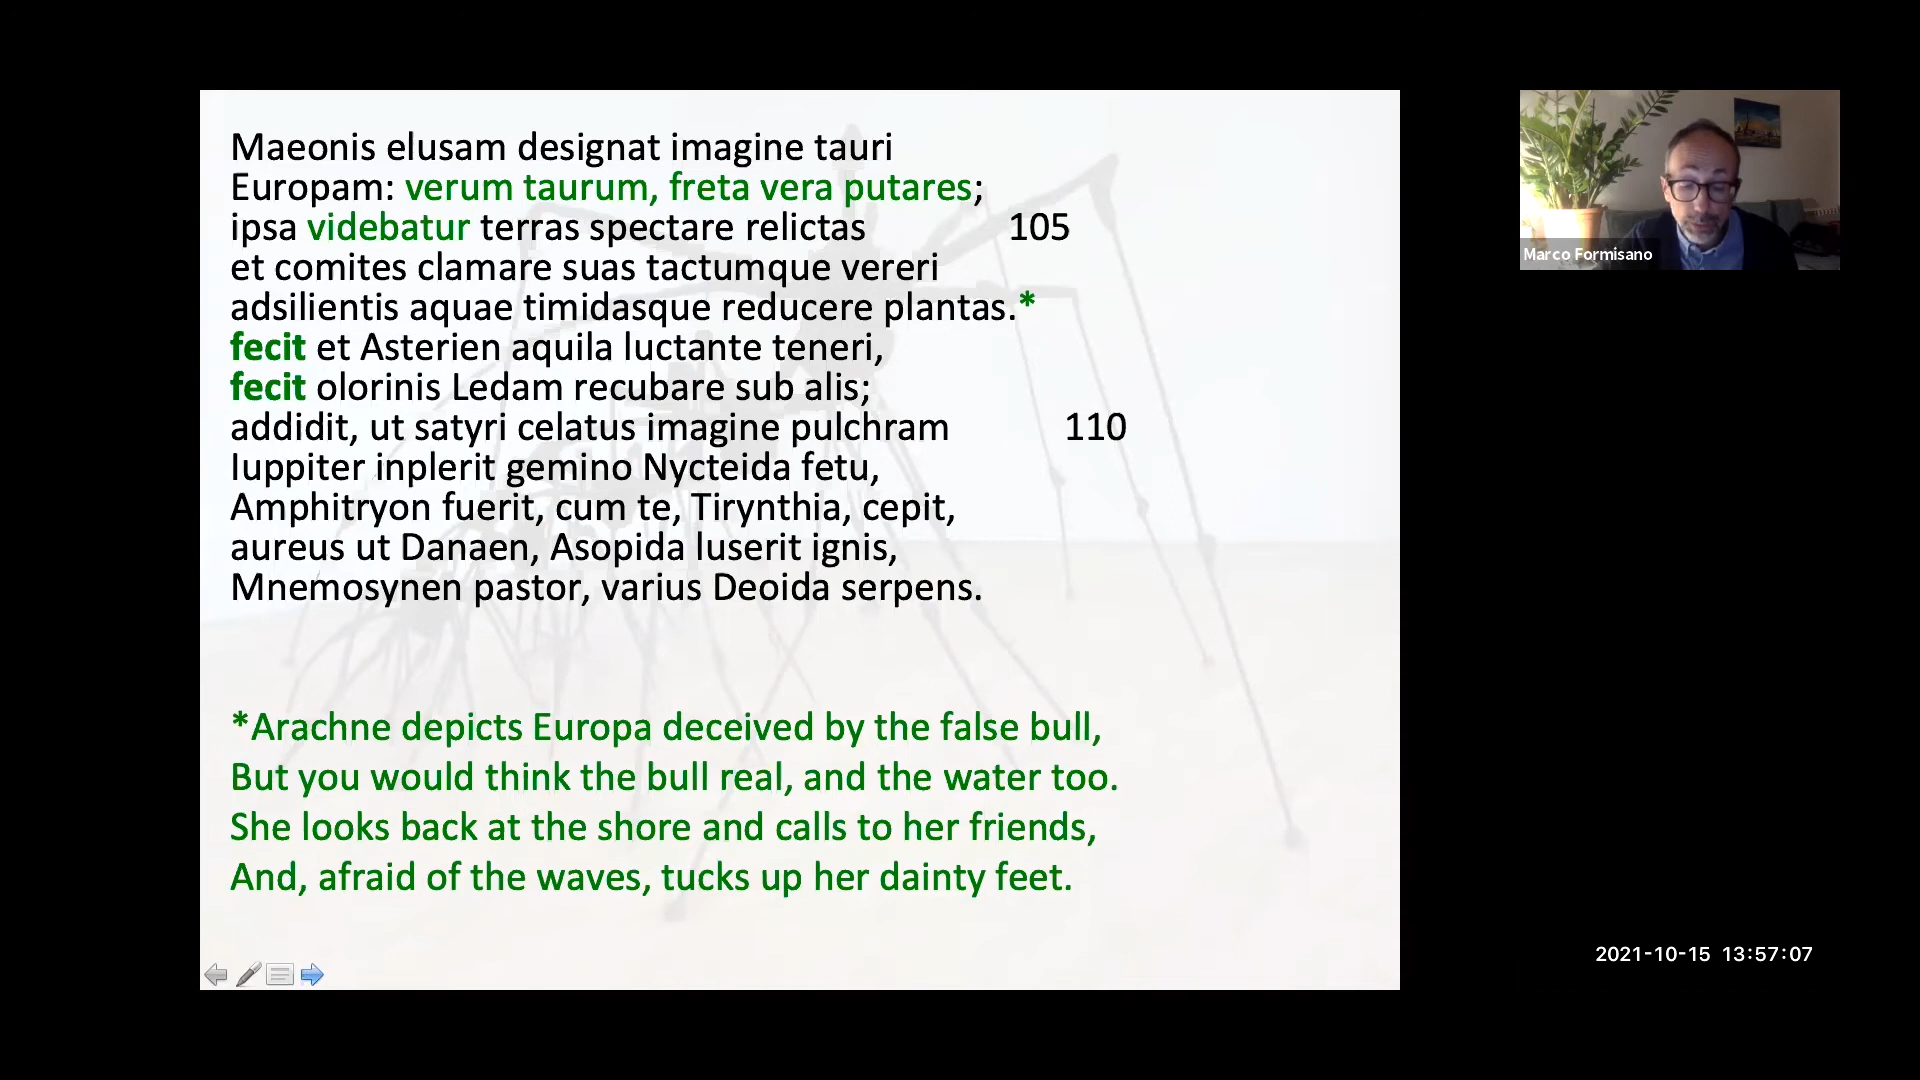 Maeonis elusam designat imagine tauri
Europam: verum taurum, freta vera putares;
ipsa videbatur terras spectare relictas 105
et comites clamare suas tactumque vereri
adsilientis aquae timidasque reducere plantas.*
fecit et Asterien aquila luctante teneri,
fecit olorinis Ledam recubare sub alis;
addidit, ut satyri celatus imagine pulchram 110
Iuppiter inplerit gemino Nycteida fetu,
Amphitryon fuerit, cum te, Tirynthia, cepit,
aureus ut Danaen, Asopida luserit ignis,
Mnemosynen pastor, varius Deoida serpens.
*Arachne depicts Europa deceived by the false bull,
But you would think the bull real, and the water too.
She looks back at the shore and calls to her friends,
And, afraid of the waves, tucks up her dainty feet.
Marco Formisano
2021-10-15 13:57:07